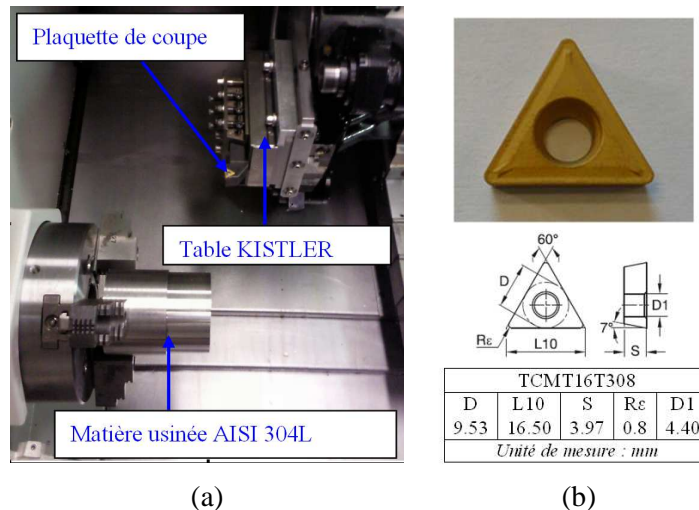 Plaquette de coupe
Table KISTLER
Matière usinée AISI 304L
(a)
60°
D
D1
Rε
7°
L10
S
TCMT16T308
D L10 S Rε D1
9.53 16.50 3.97 0.8 4.40
Unité de mesure : mm
(b)